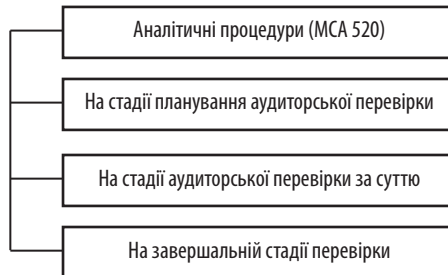 Аналітичні процедури (МСА 520)
На стадії планування аудиторської перевірки
На стадії аудиторської перевірки за суттю
На завершальній стадії перевірки